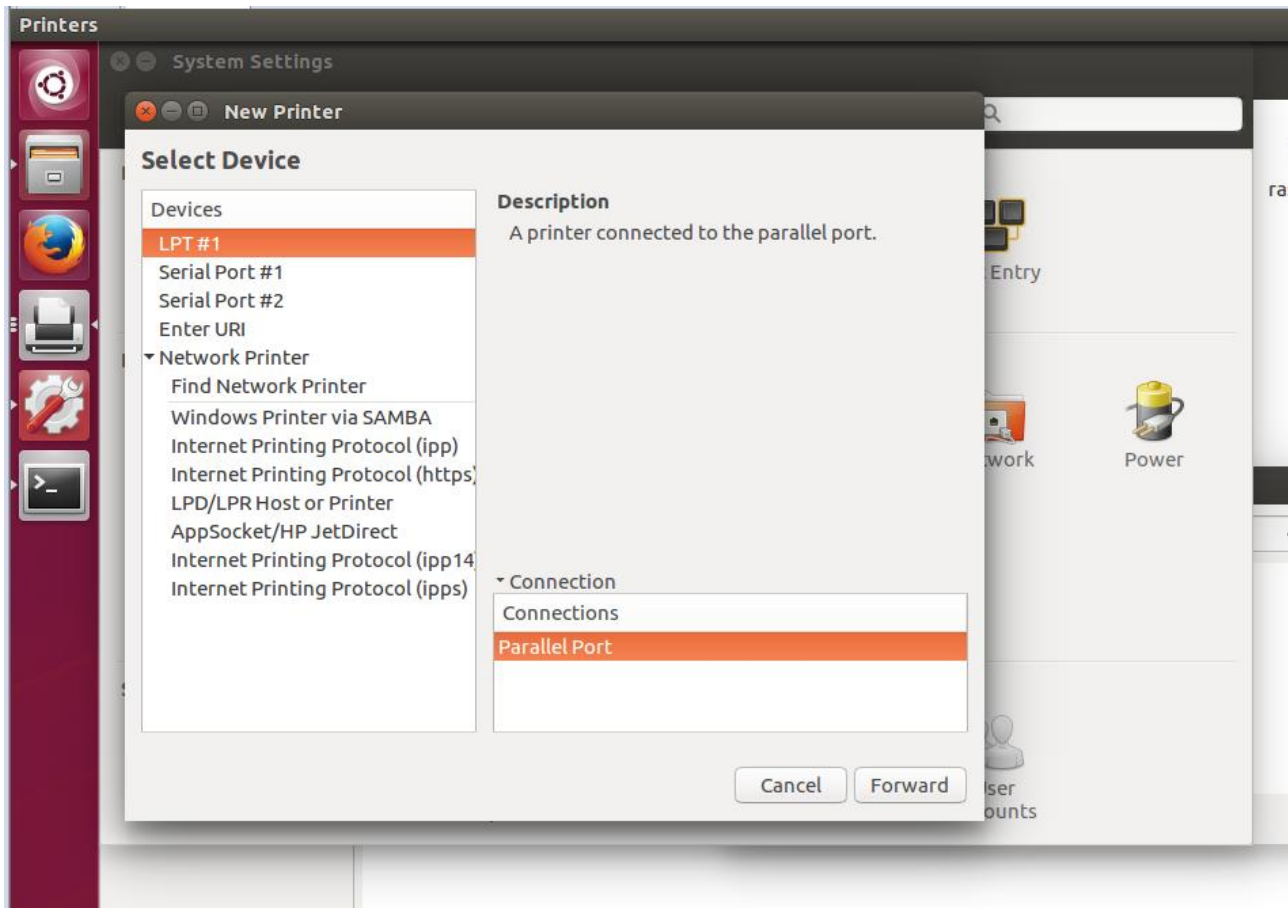 Printers
System Settings
New Printer
Select Device
Devices
LPT #1
Serial Port #1
Serial Port #2
Enter URI
Network Printer
Find Network Printer
Windows Printer via SAMBA
Internet Printing Protocol (ipp)
Internet Printing Protocol (https)
LPD/LPR Host or Printer
AppSocket/HP JetDirect
Internet Printing Protocol (ipp14)
Internet Printing Protocol (ipps)
Description
A printer connected to the parallel port.
Connection
Connections
Parallel Port
Cancel
Forward
Entry
Power
ra
>_